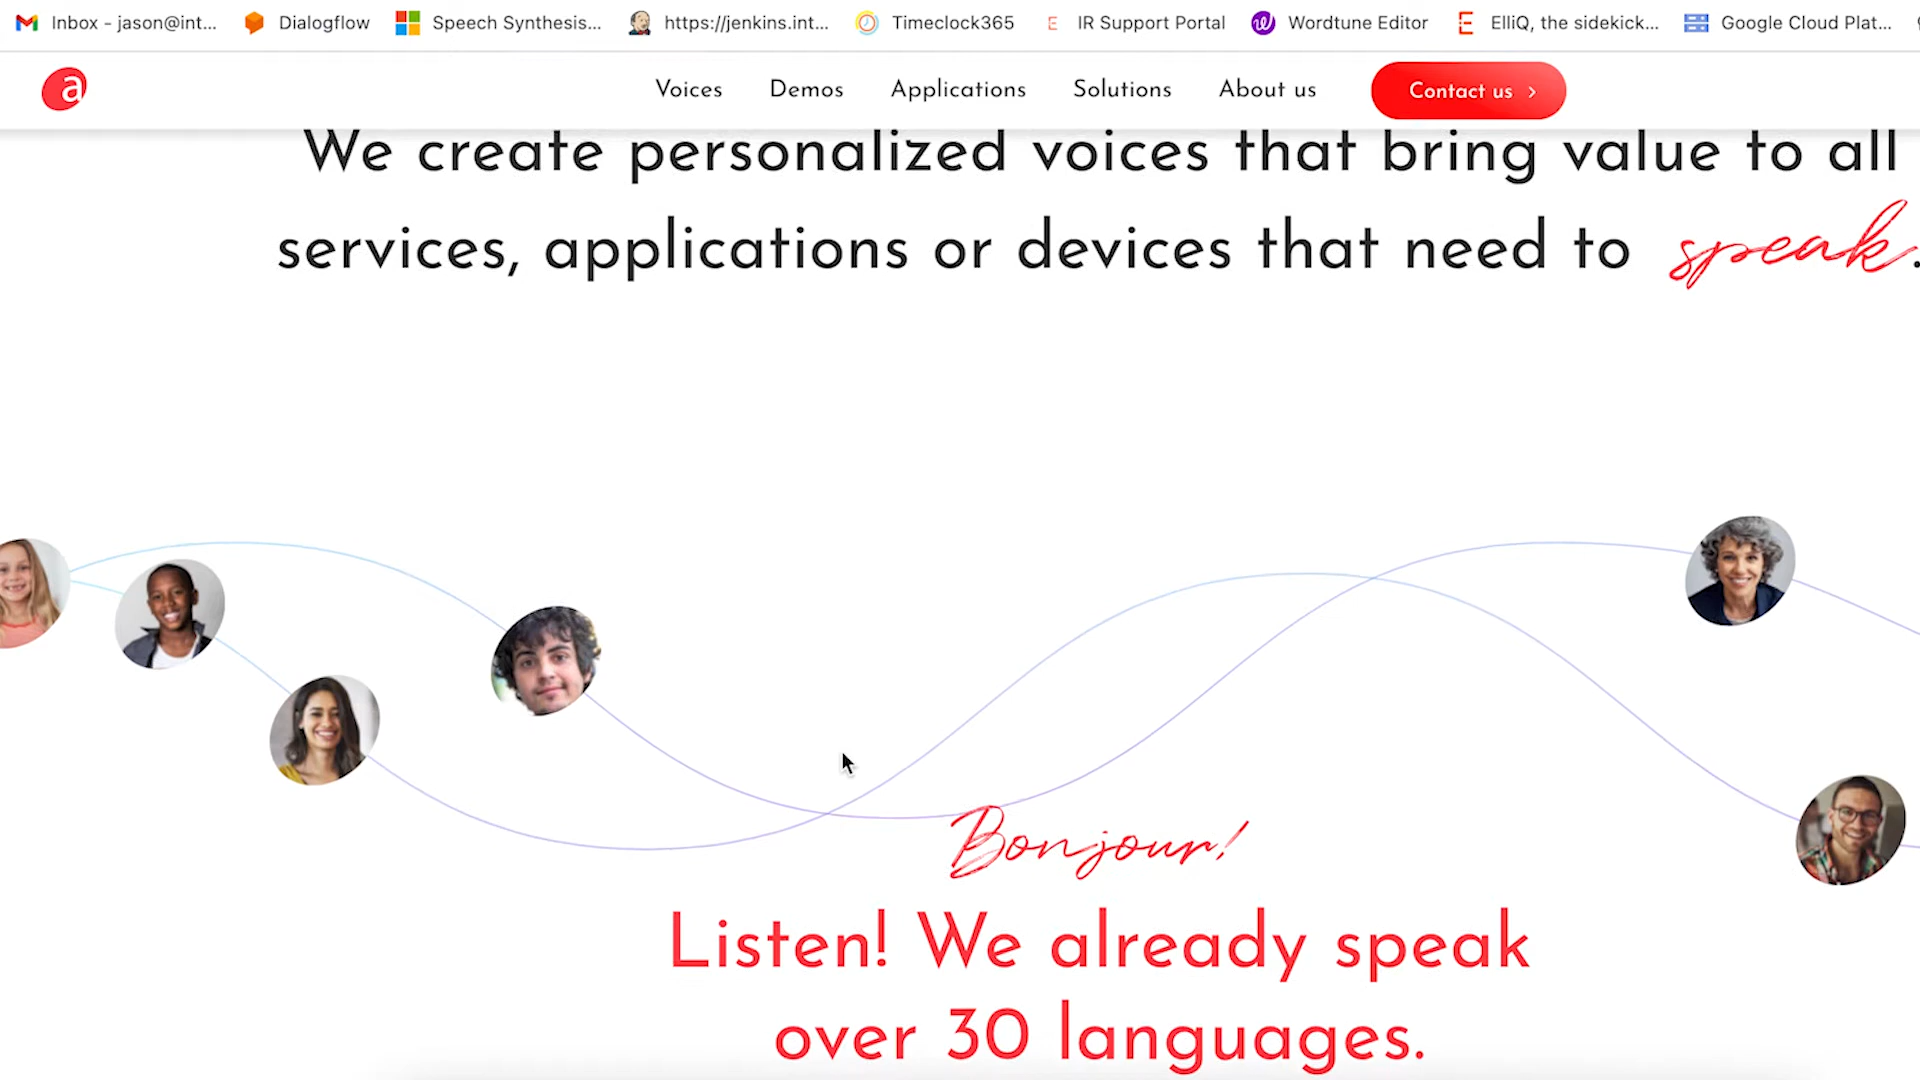 Inbox - jason@int... Dialogflow Speech Synthesis... https://jenkins.int... Timeclock365 IR Support Portal Wordtune Editor ElliQ, the sidekick... Google Cloud Plat...
a Voices Demos Applications Solutions About us Contact us
We create personalized voices that bring value to all
services, applications or devices that need to speak.
Bonjour!
Listen! We already speak
over 30 languages.